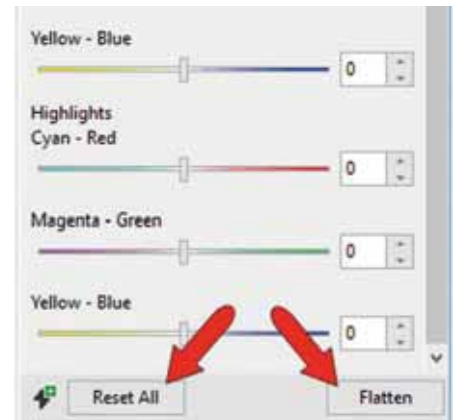 Yellow - Blue
0
Highlights
Cyan - Red
0
Magenta - Green
0
Yellow - Blue
0
Reset All Flatten